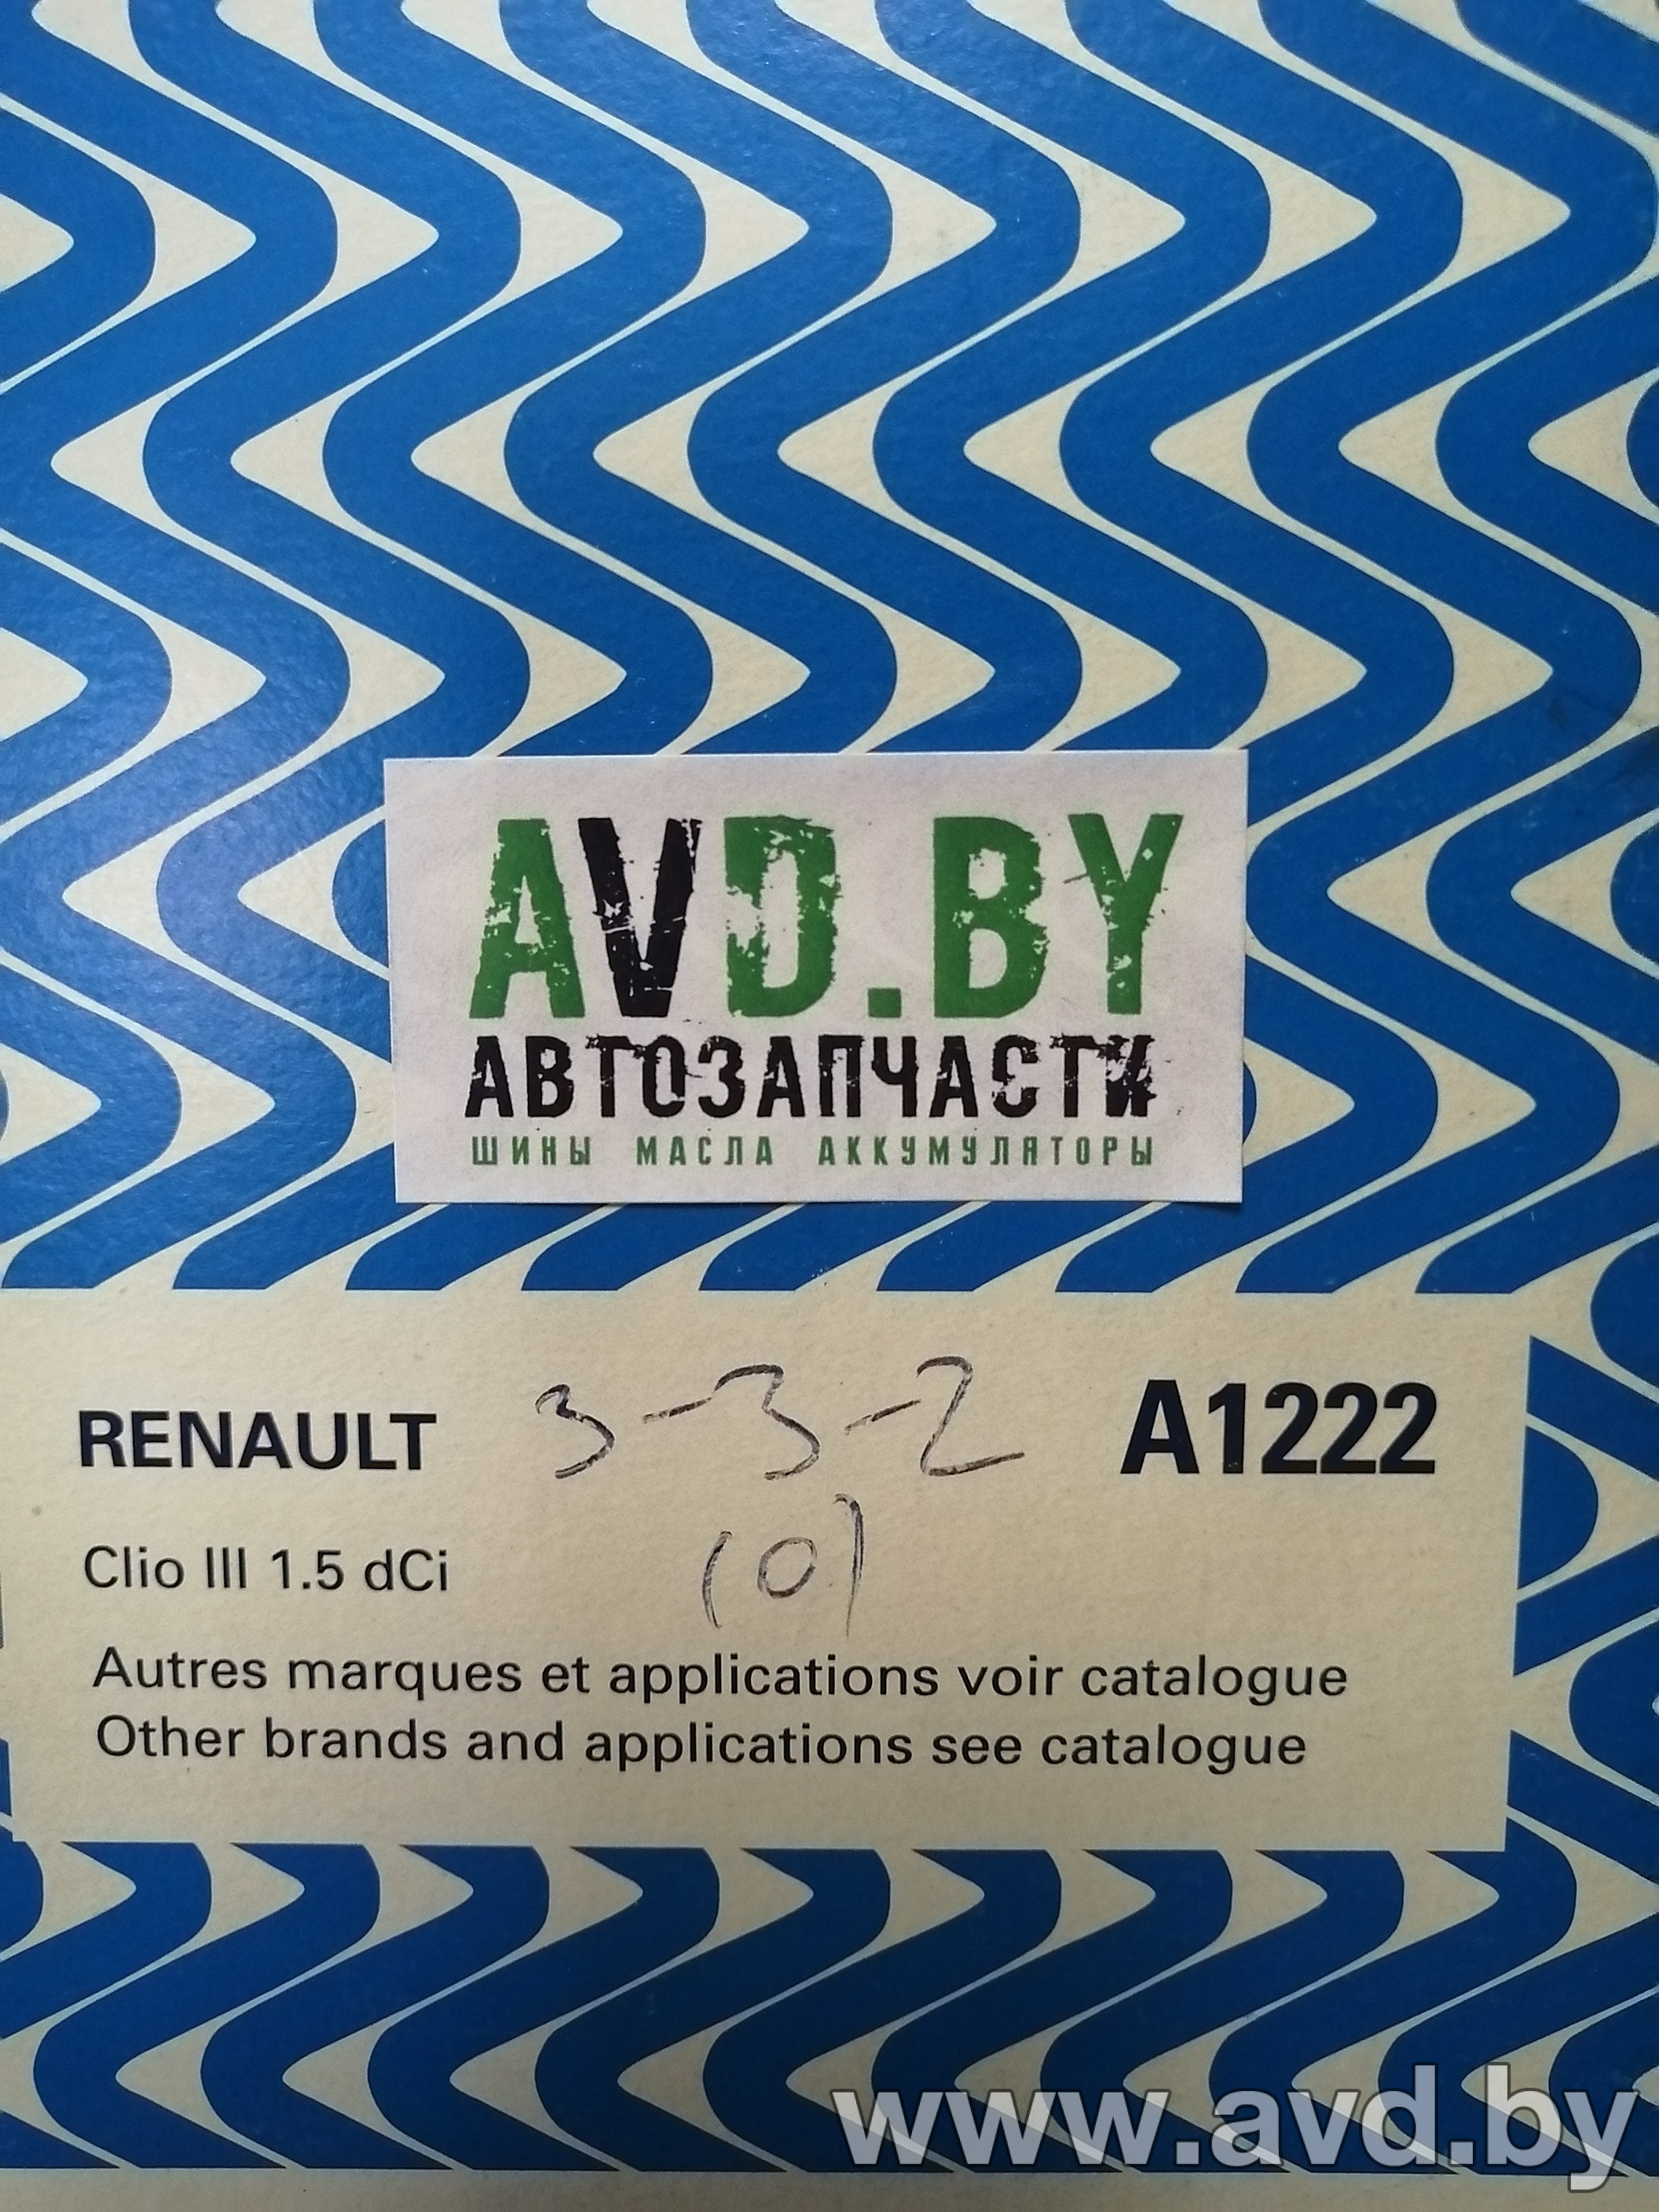 AVD.BY
АВТОЗАПЧАСТИ
ШИНЫ МАСЛА АККУМУЛЯТОРЫ
RENAULT 3-3-2 A1222
Clio III 1.5 dCi (0)
Autres marques et applications voir catalogue
Other brands and applications see catalogue
www.avd.by